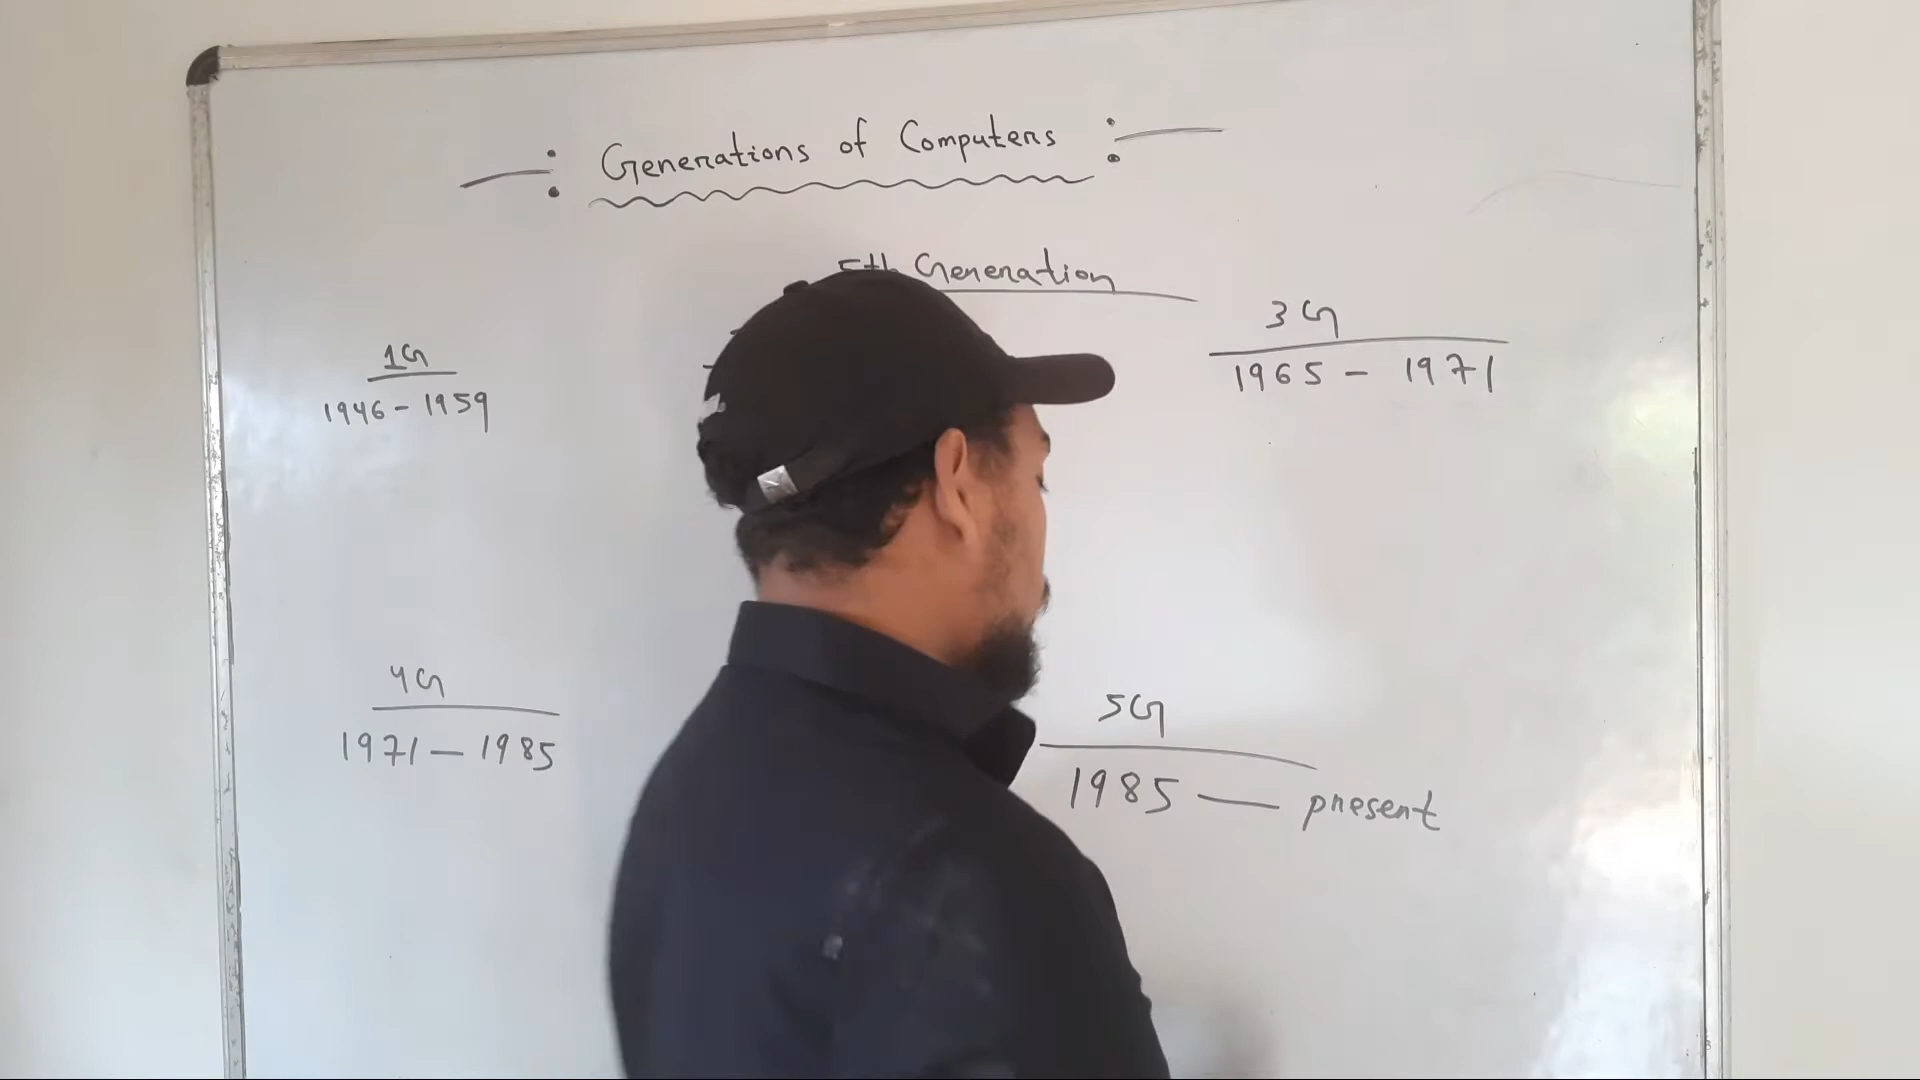 Generations of Computers
5th Generation
1G
1946 - 1959
3G
1965 - 1971
4G
1971 - 1985
5G
1985 - present